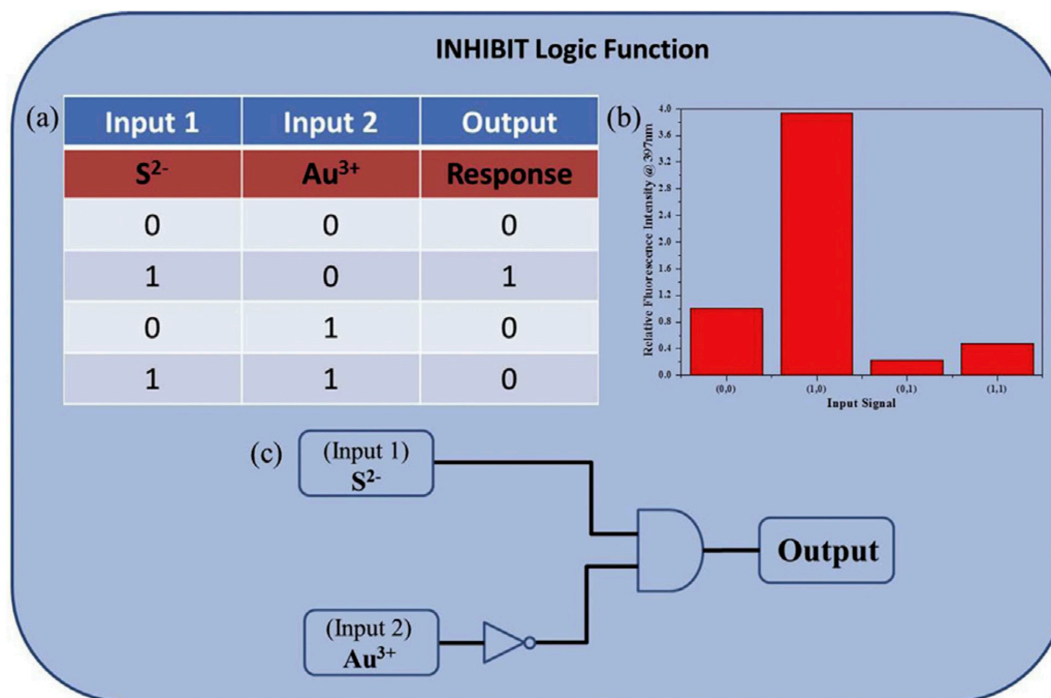 INHIBIT Logic Function
(a)
Input 1 Input 2 Output
S²⁻ Au³⁺ Response
0 0 0
1 0 1
0 1 0
1 1 0
(b)
Relative Fluorescence Intensity @ 397nm
4.0
3.6
3.2
2.8
2.4
2.0
1.6
1.2
0.8
0.4
0.0
(0,0) (1,0) (0,1) (1,1)
Input Signal
(c)
(Input 1)
S²⁻
Output
(Input 2)
Au³⁺